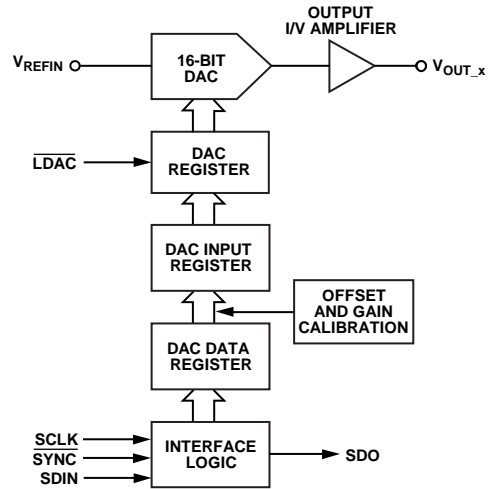 OUTPUT
I/V AMPLIFIER
VREFIN
16-BIT
DAC
VOUT_x
LDAC
DAC
REGISTER
DAC INPUT
REGISTER
OFFSET
AND GAIN
CALIBRATION
DAC DATA
REGISTER
SCLK
SYNC
SDIN
INTERFACE
LOGIC
SDO